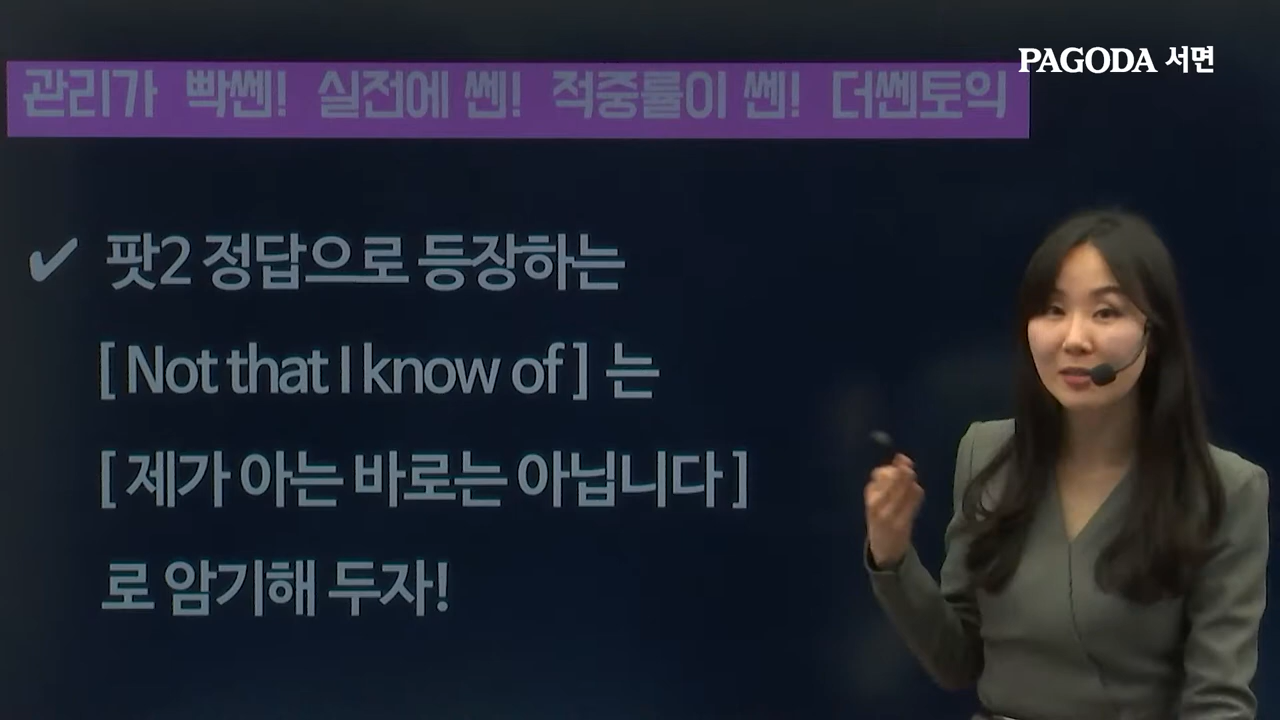 PAGODA 서면
관리가 빡쎈! 실전에 쎈! 적중률이 쎈! 더쎈토익
✔ 팟2 정답으로 등장하는
[ Not that I know of ] 는
[ 제가 아는 바로는 아닙니다 ]
로 암기해 두자!